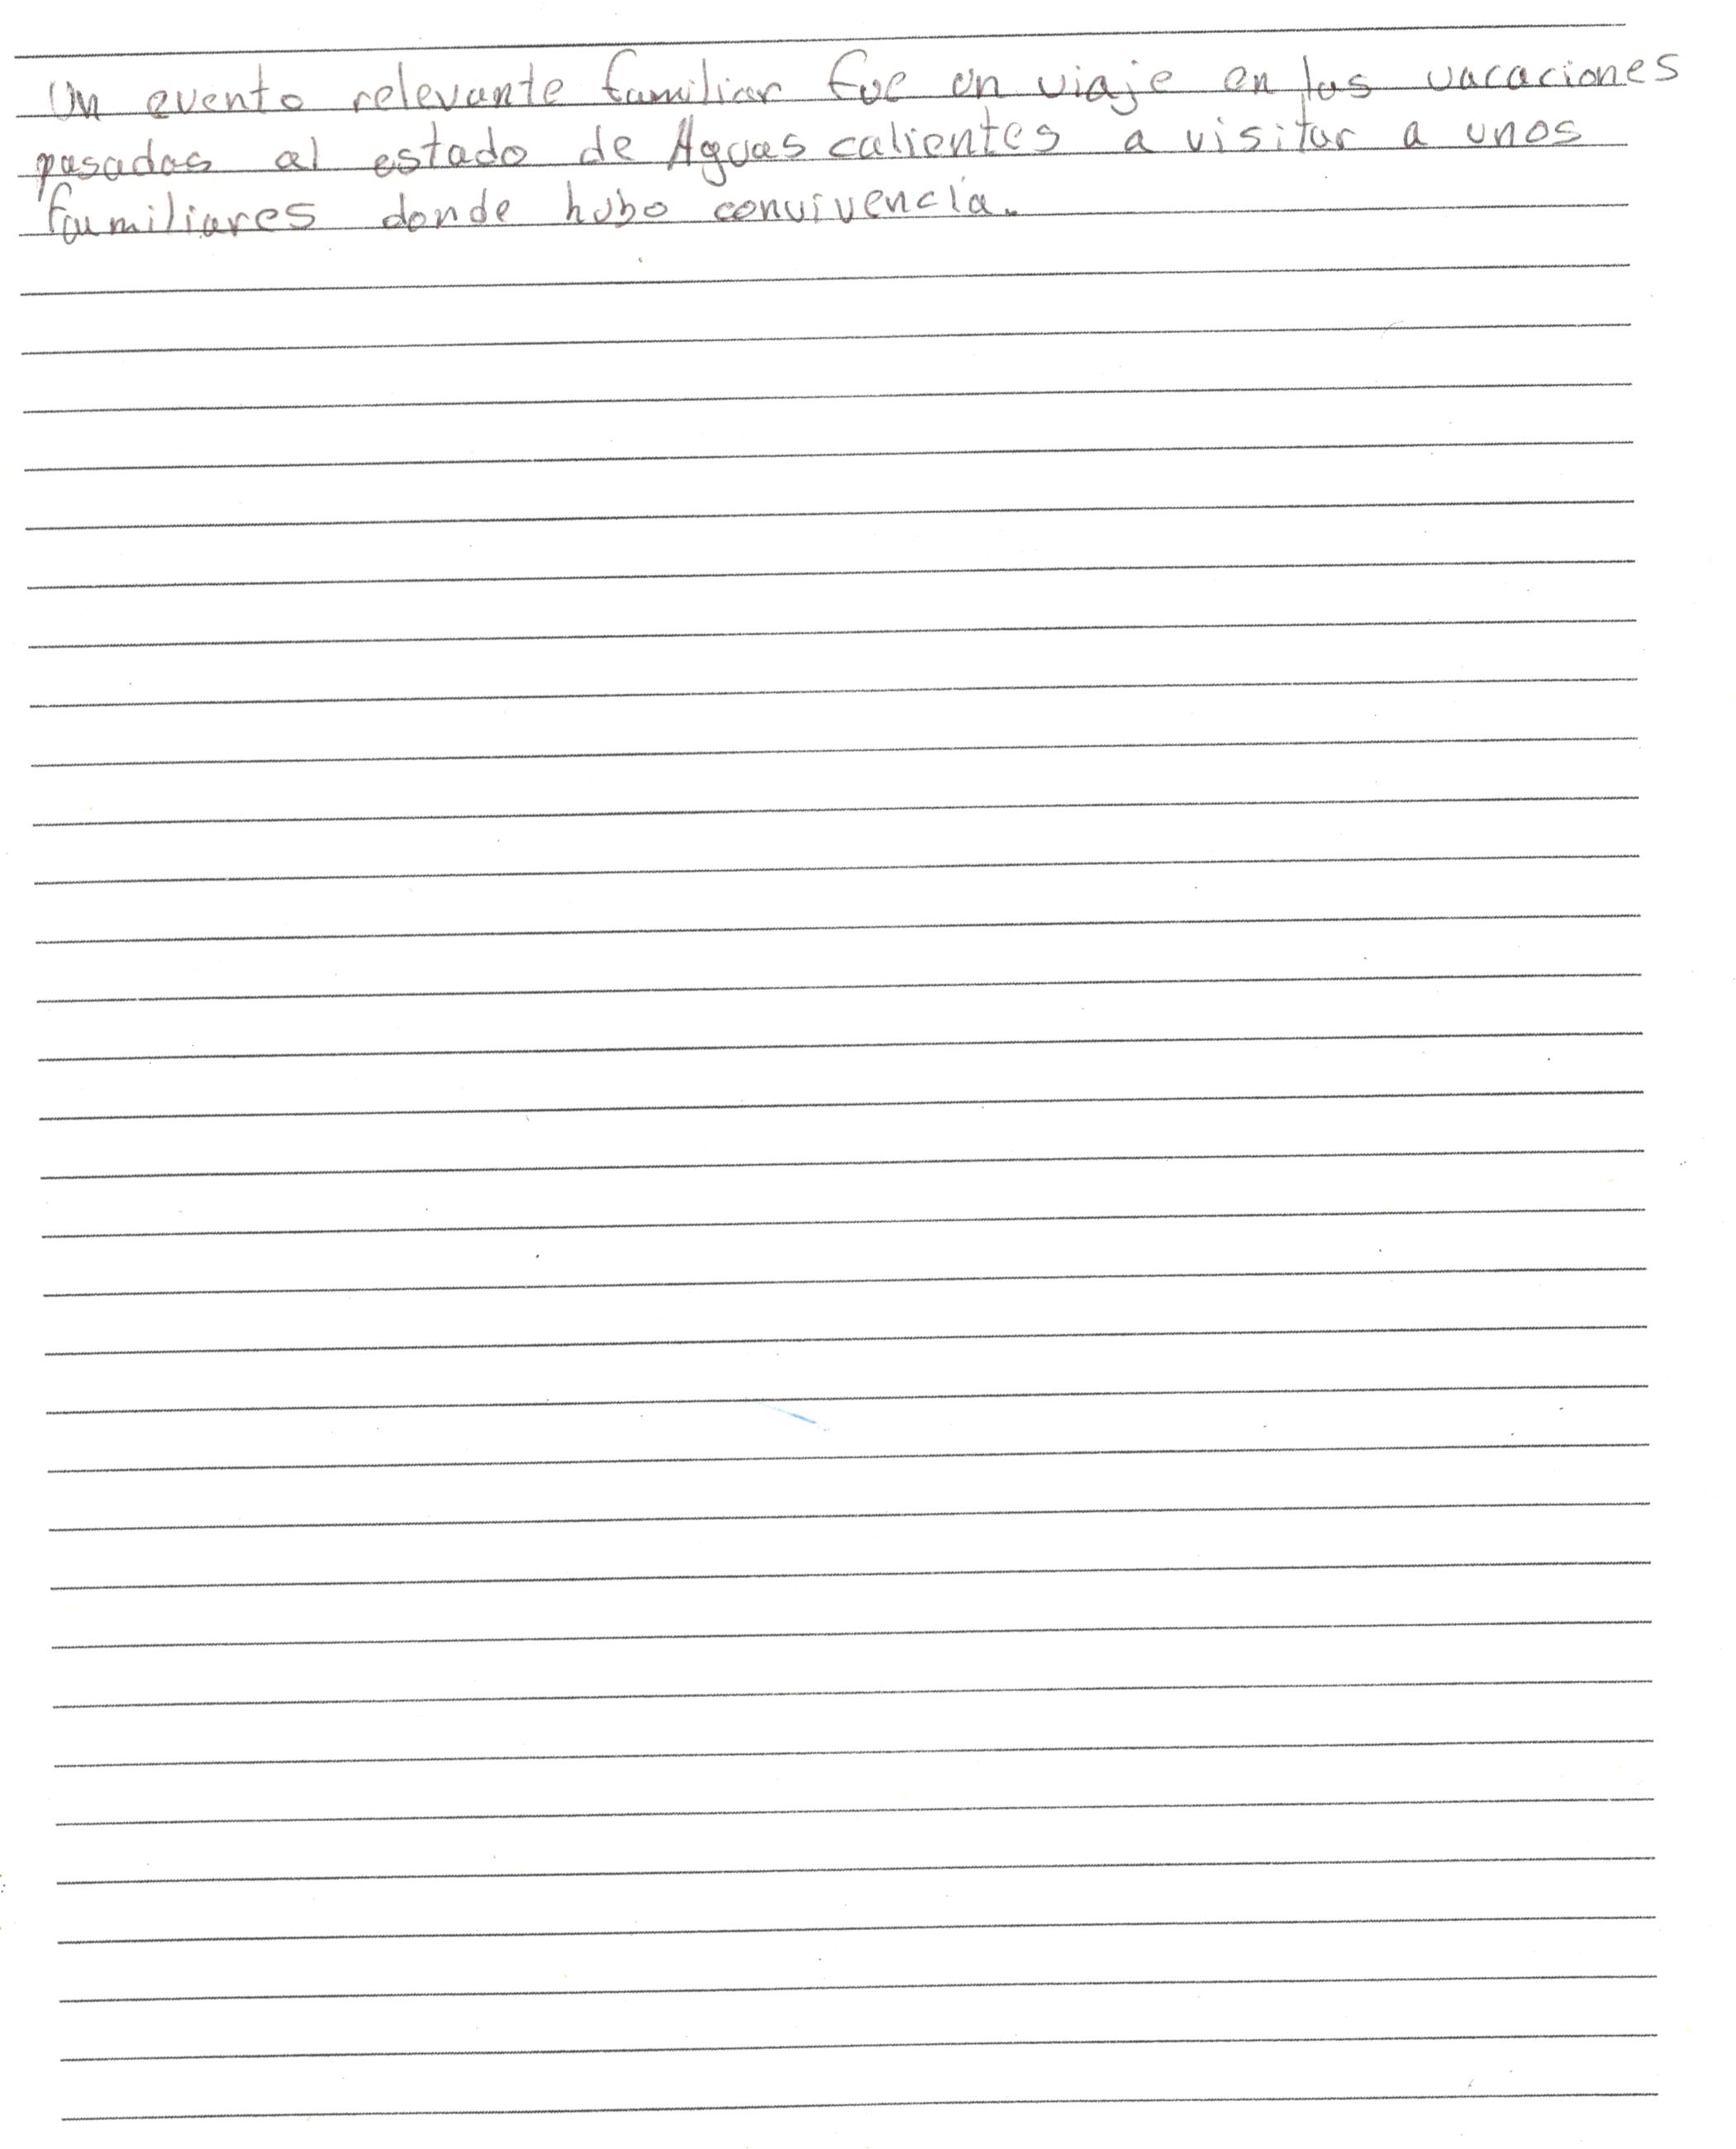 Un evento relevante familiar fue un viaje en las vacaciones
pasadas al estado de Aguas calientes a visitar a unos
familiares donde hubo convivencia.